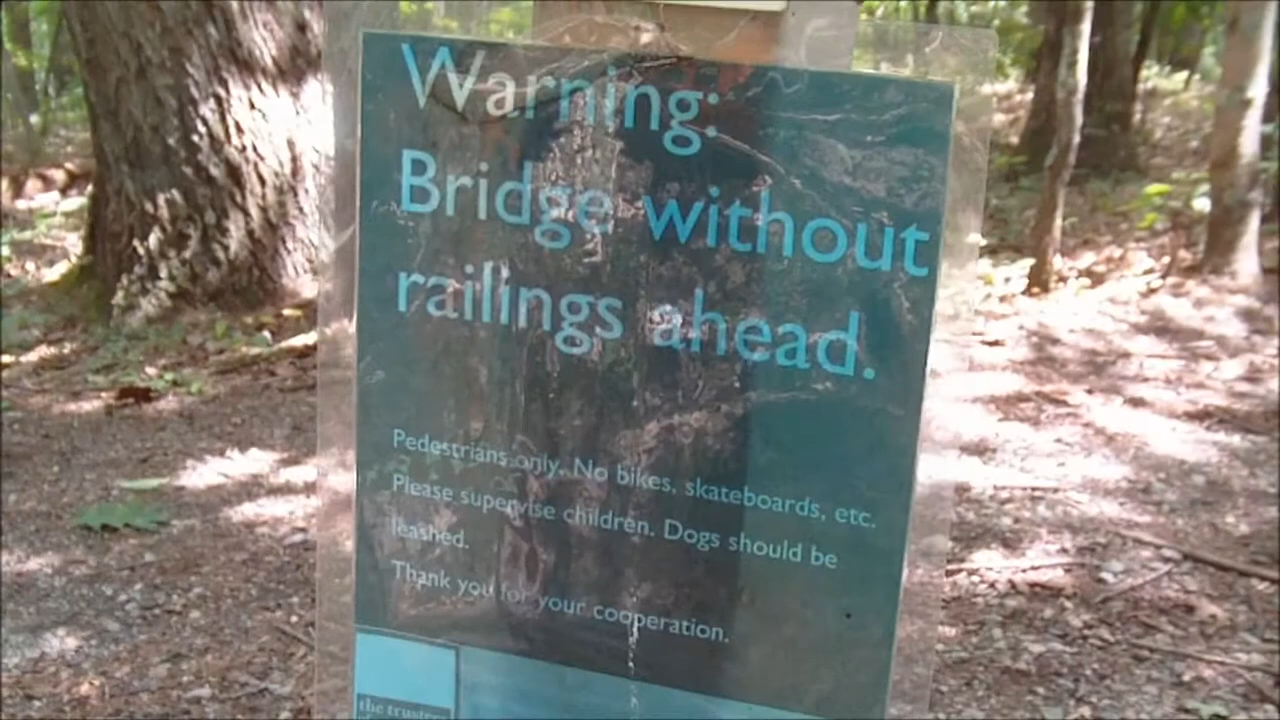 Warning:
Bridge without
railings ahead.
Pedestrians only. No bikes, skateboards, etc.
Please supervise children. Dogs should be
leashed.
Thank you for your cooperation.
the trustees